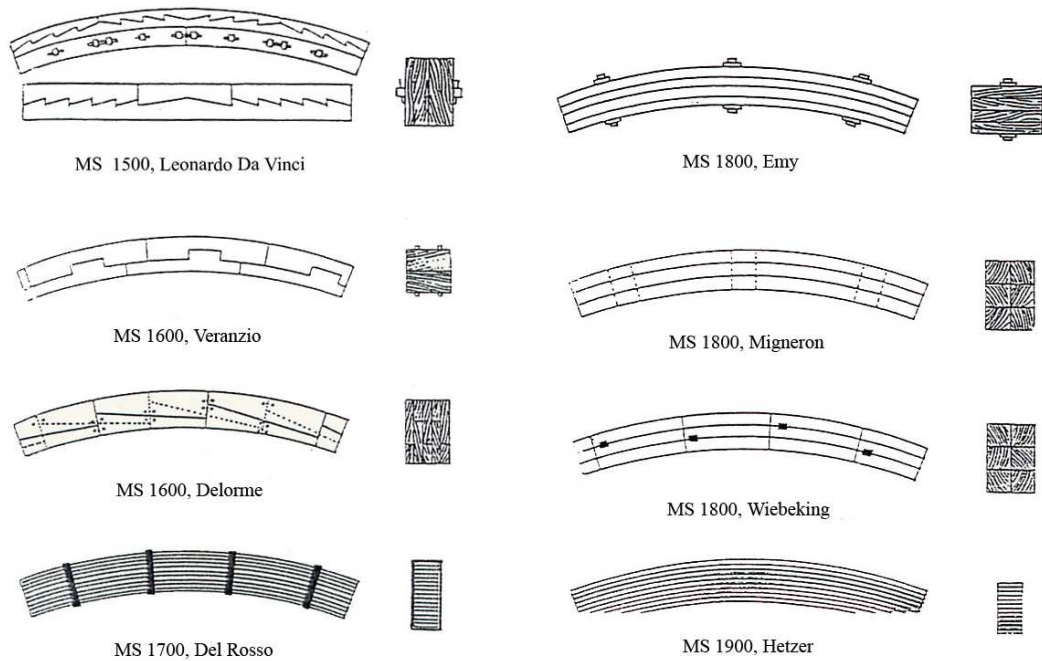 MS 1500, Leonardo Da Vinci
MS 1600, Veranzio
MS 1600, Delorme
MS 1700, Del Rosso
MS 1800, Emy
MS 1800, Migneron
MS 1800, Wiebeking
MS 1900, Hetzer